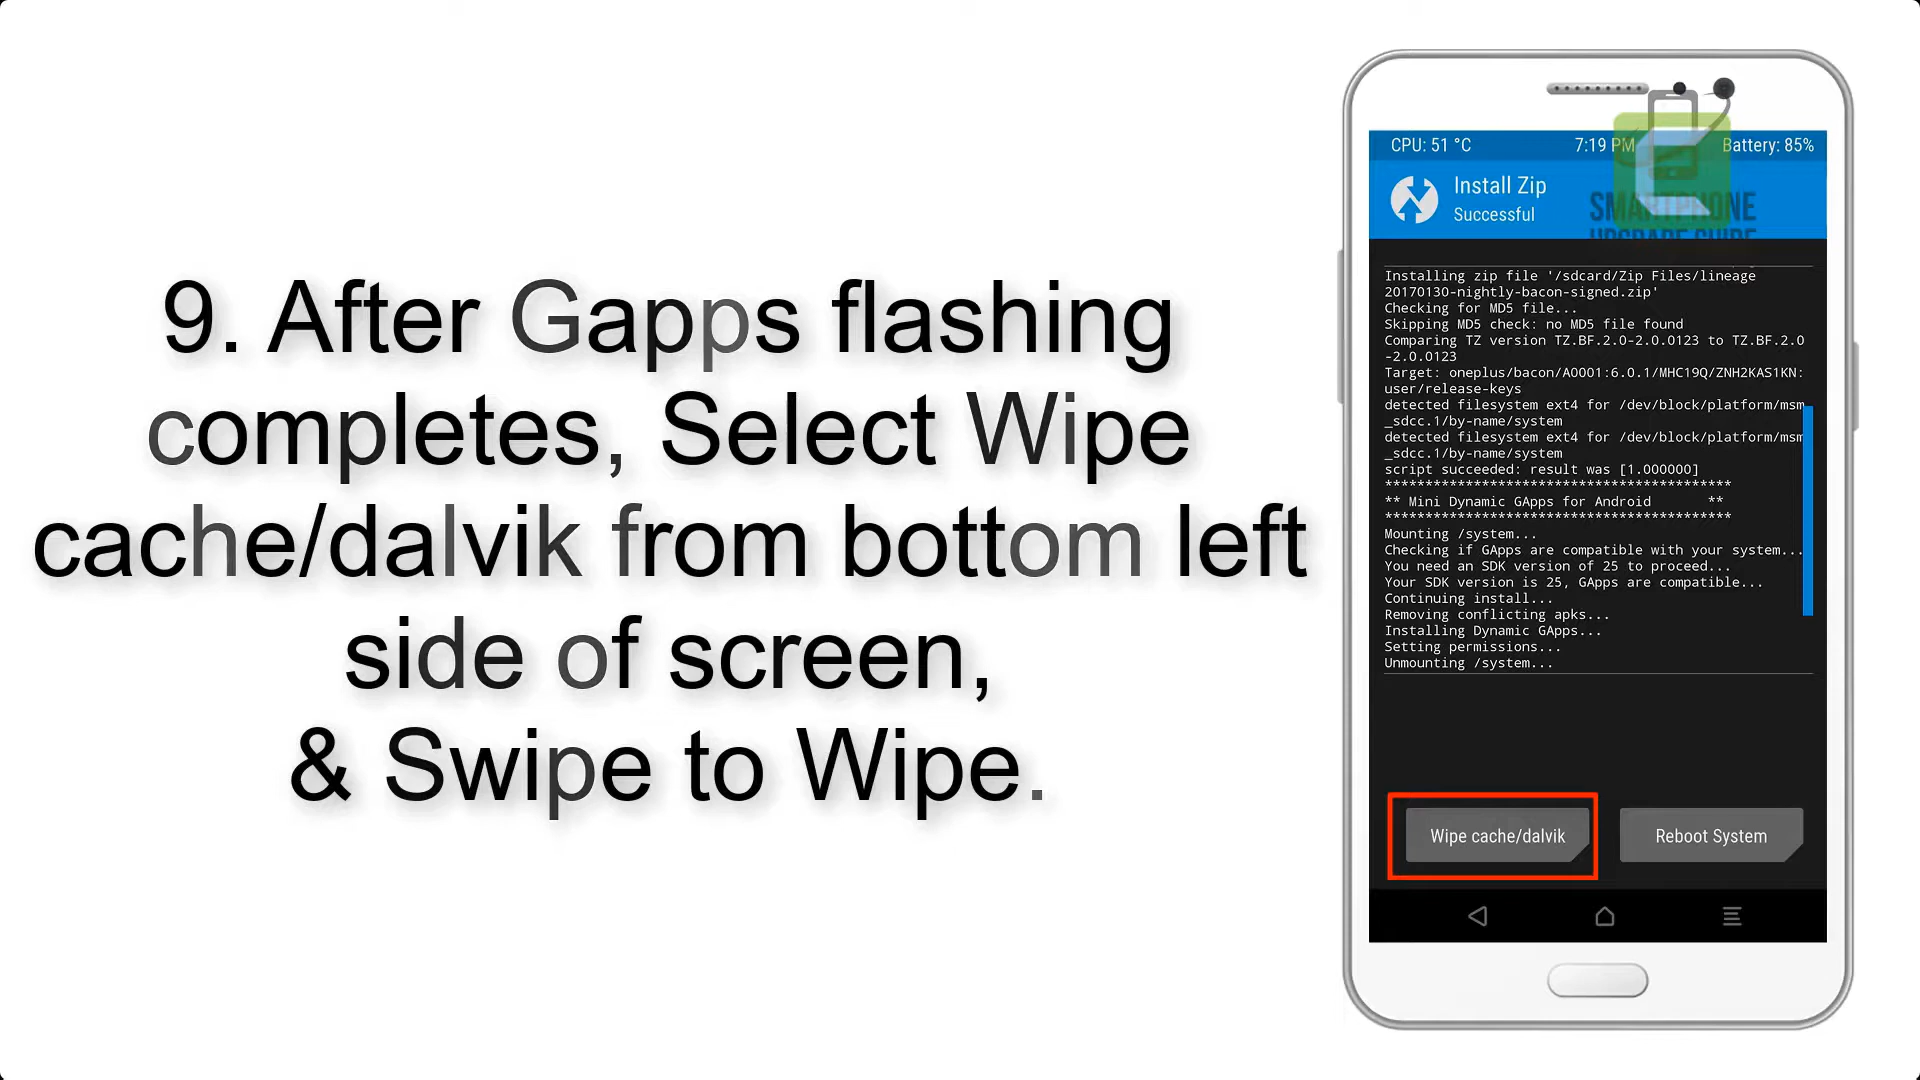 9. After Gapps flashing
completes, Select Wipe
cache/dalvik from bottom left
side of screen,
& Swipe to Wipe.
CPU: 51 °C 7:19 PM Battery: 85%
Install Zip
Successful
SMARTPHONE
UPGRADE GUIDE
Installing zip file '/sdcard/Zip Files/lineage
20170130-nightly-bacon-signed.zip'
Checking for MD5 file...
Skipping MD5 check: no MD5 file found
Comparing TZ version TZ.BF.2.0-2.0.0123 to TZ.BF.2.0
-2.0.0123
Target: oneplus/bacon/A0001:6.0.1/MHC19Q/ZNH2KAS1KN:
user/release-keys
detected filesystem ext4 for /dev/block/platform/msm
_sdcc.1/by-name/system
detected filesystem ext4 for /dev/block/platform/msm
_sdcc.1/by-name/system
script succeeded: result was [1.000000]
*******************************************
** Mini Dynamic GApps for Android **
*******************************************
Mounting /system...
Checking if GApps are compatible with your system...
You need an SDK version of 25 to proceed...
Your SDK version is 25, GApps are compatible...
Continuing install...
Removing conflicting apks...
Installing Dynamic GApps...
Setting permissions...
Unmounting /system...
Wipe cache/dalvik Reboot System